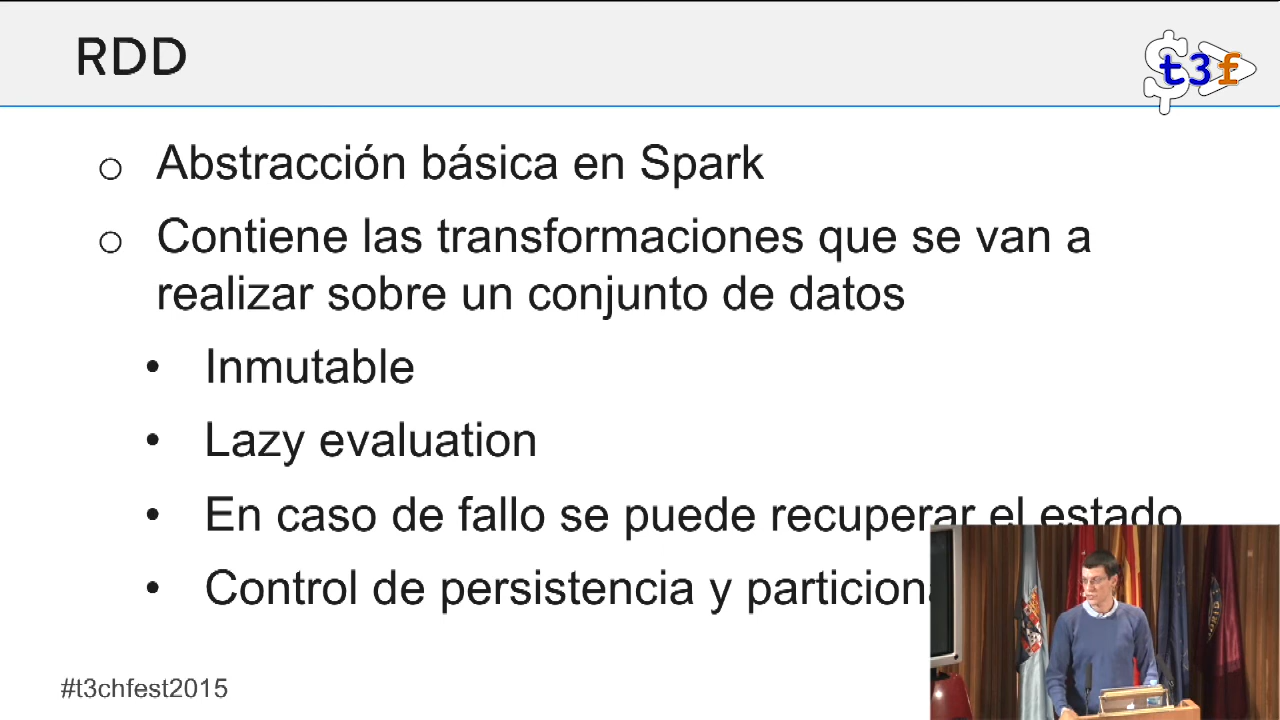 RDD
t3f
Abstracción básica en Spark
Contiene las transformaciones que se van a
realizar sobre un conjunto de datos
Inmutable
Lazy evaluation
En caso de fallo se puede recuperar el estado
Control de persistencia y
#t3chfest2015